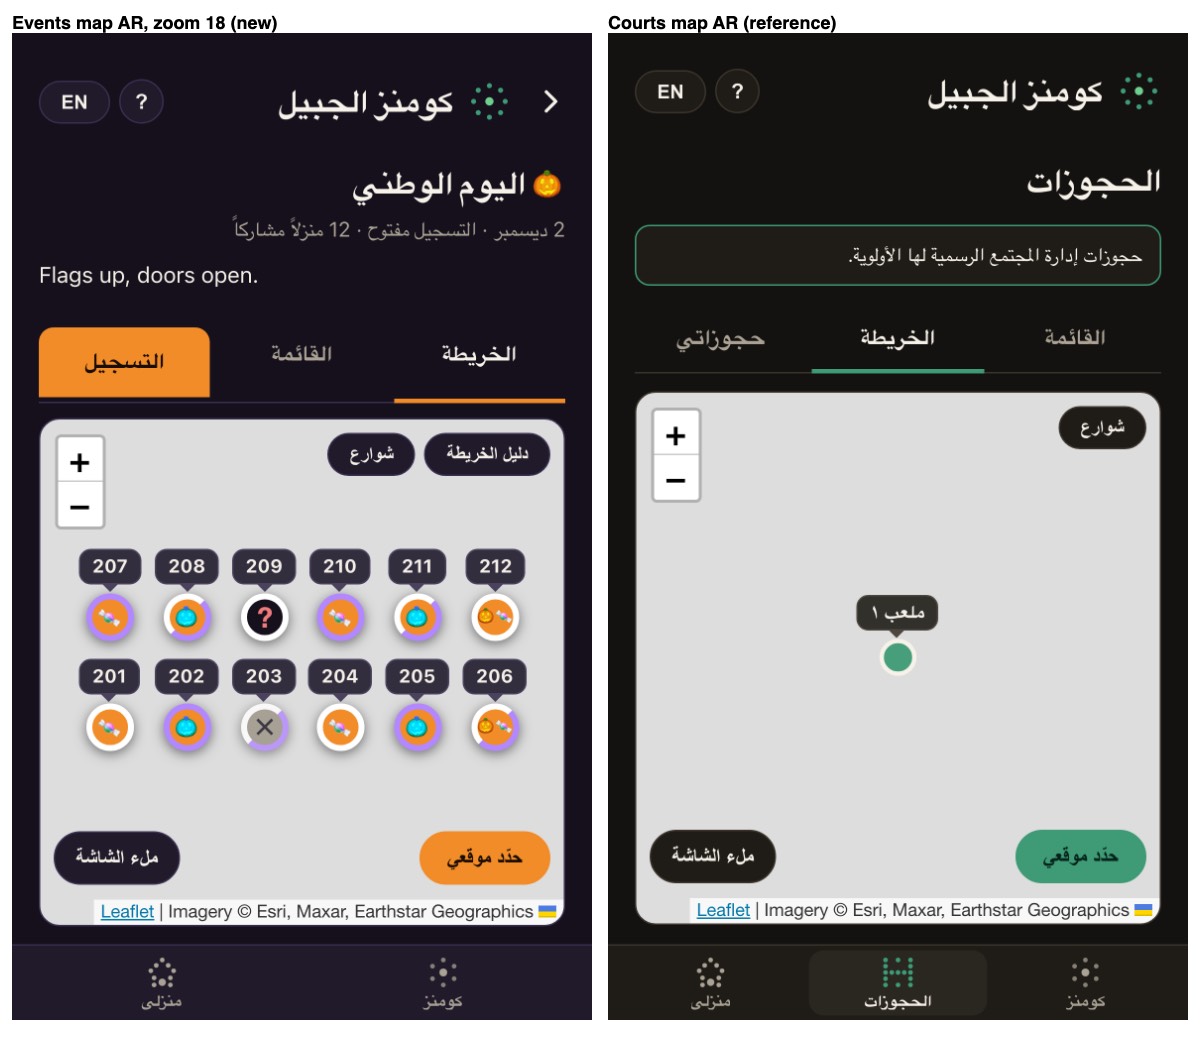 Events map AR, zoom 18 (new)
EN
?
كومنز الجبيل
اليوم الوطني
2 ديسمبر · التسجيل مفتوح · 12 منزلاً مشاركاً
Flags up, doors open.
الخريطة
القائمة
التسجيل
+
−
دليل الخريطة
شوارع
207
208
209
210
211
212
?
201
202
203
204
205
206
حدّد موقعي
ملء الشاشة
Leaflet | Imagery © Esri, Maxar, Earthstar Geographics
كومنز
منزلي
Courts map AR (reference)
EN
?
كومنز الجبيل
الحجوزات
حجوزات إدارة المجتمع الرسمية لها الأولوية.
القائمة
الخريطة
حجوزاتي
+
−
شوارع
ملعب ١
حدّد موقعي
ملء الشاشة
Leaflet | Imagery © Esri, Maxar, Earthstar Geographics
كومنز
الحجوزات
منزلي